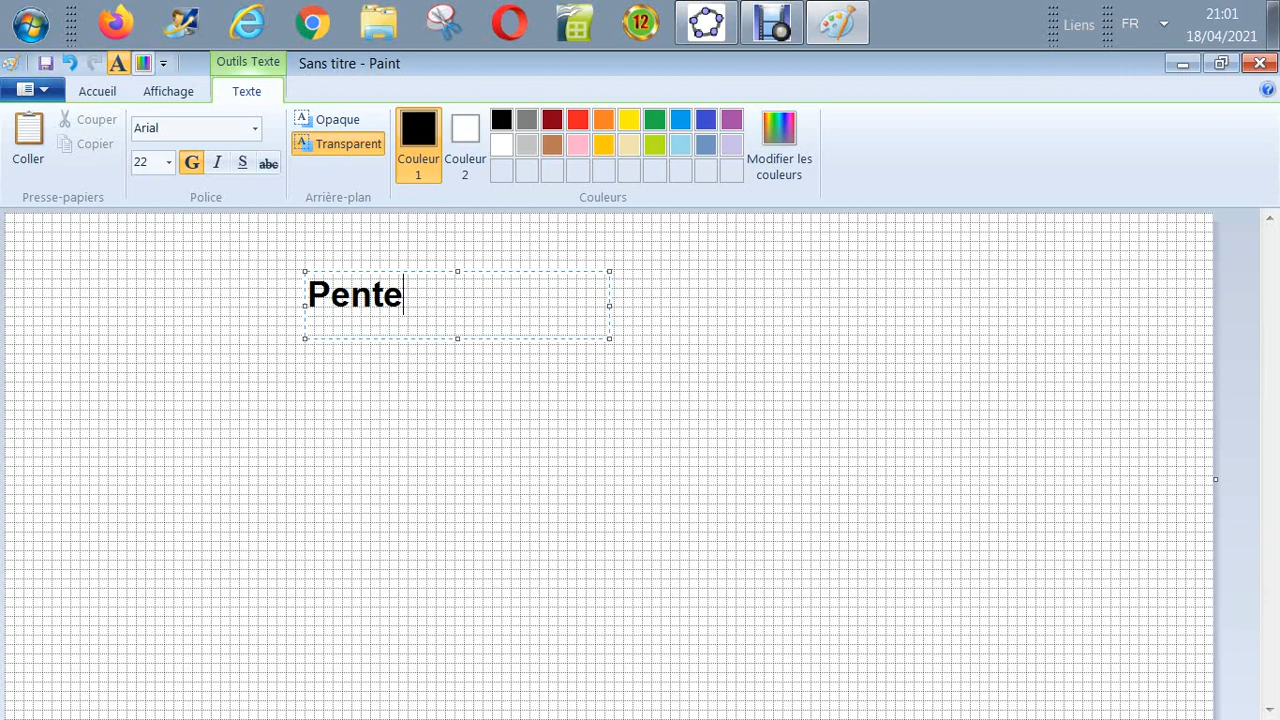 21:01
Liens
FR
18/04/2021
Outils Texte
Sans titre - Paint
Accueil
Affichage
Texte
Coller
Couper
Copier
Presse-papiers
Arial
22
G I S abc
Police
Opaque
Transparent
Arrière-plan
Couleur
1
Couleur
2
Modifier les
couleurs
Couleurs
12
Pente